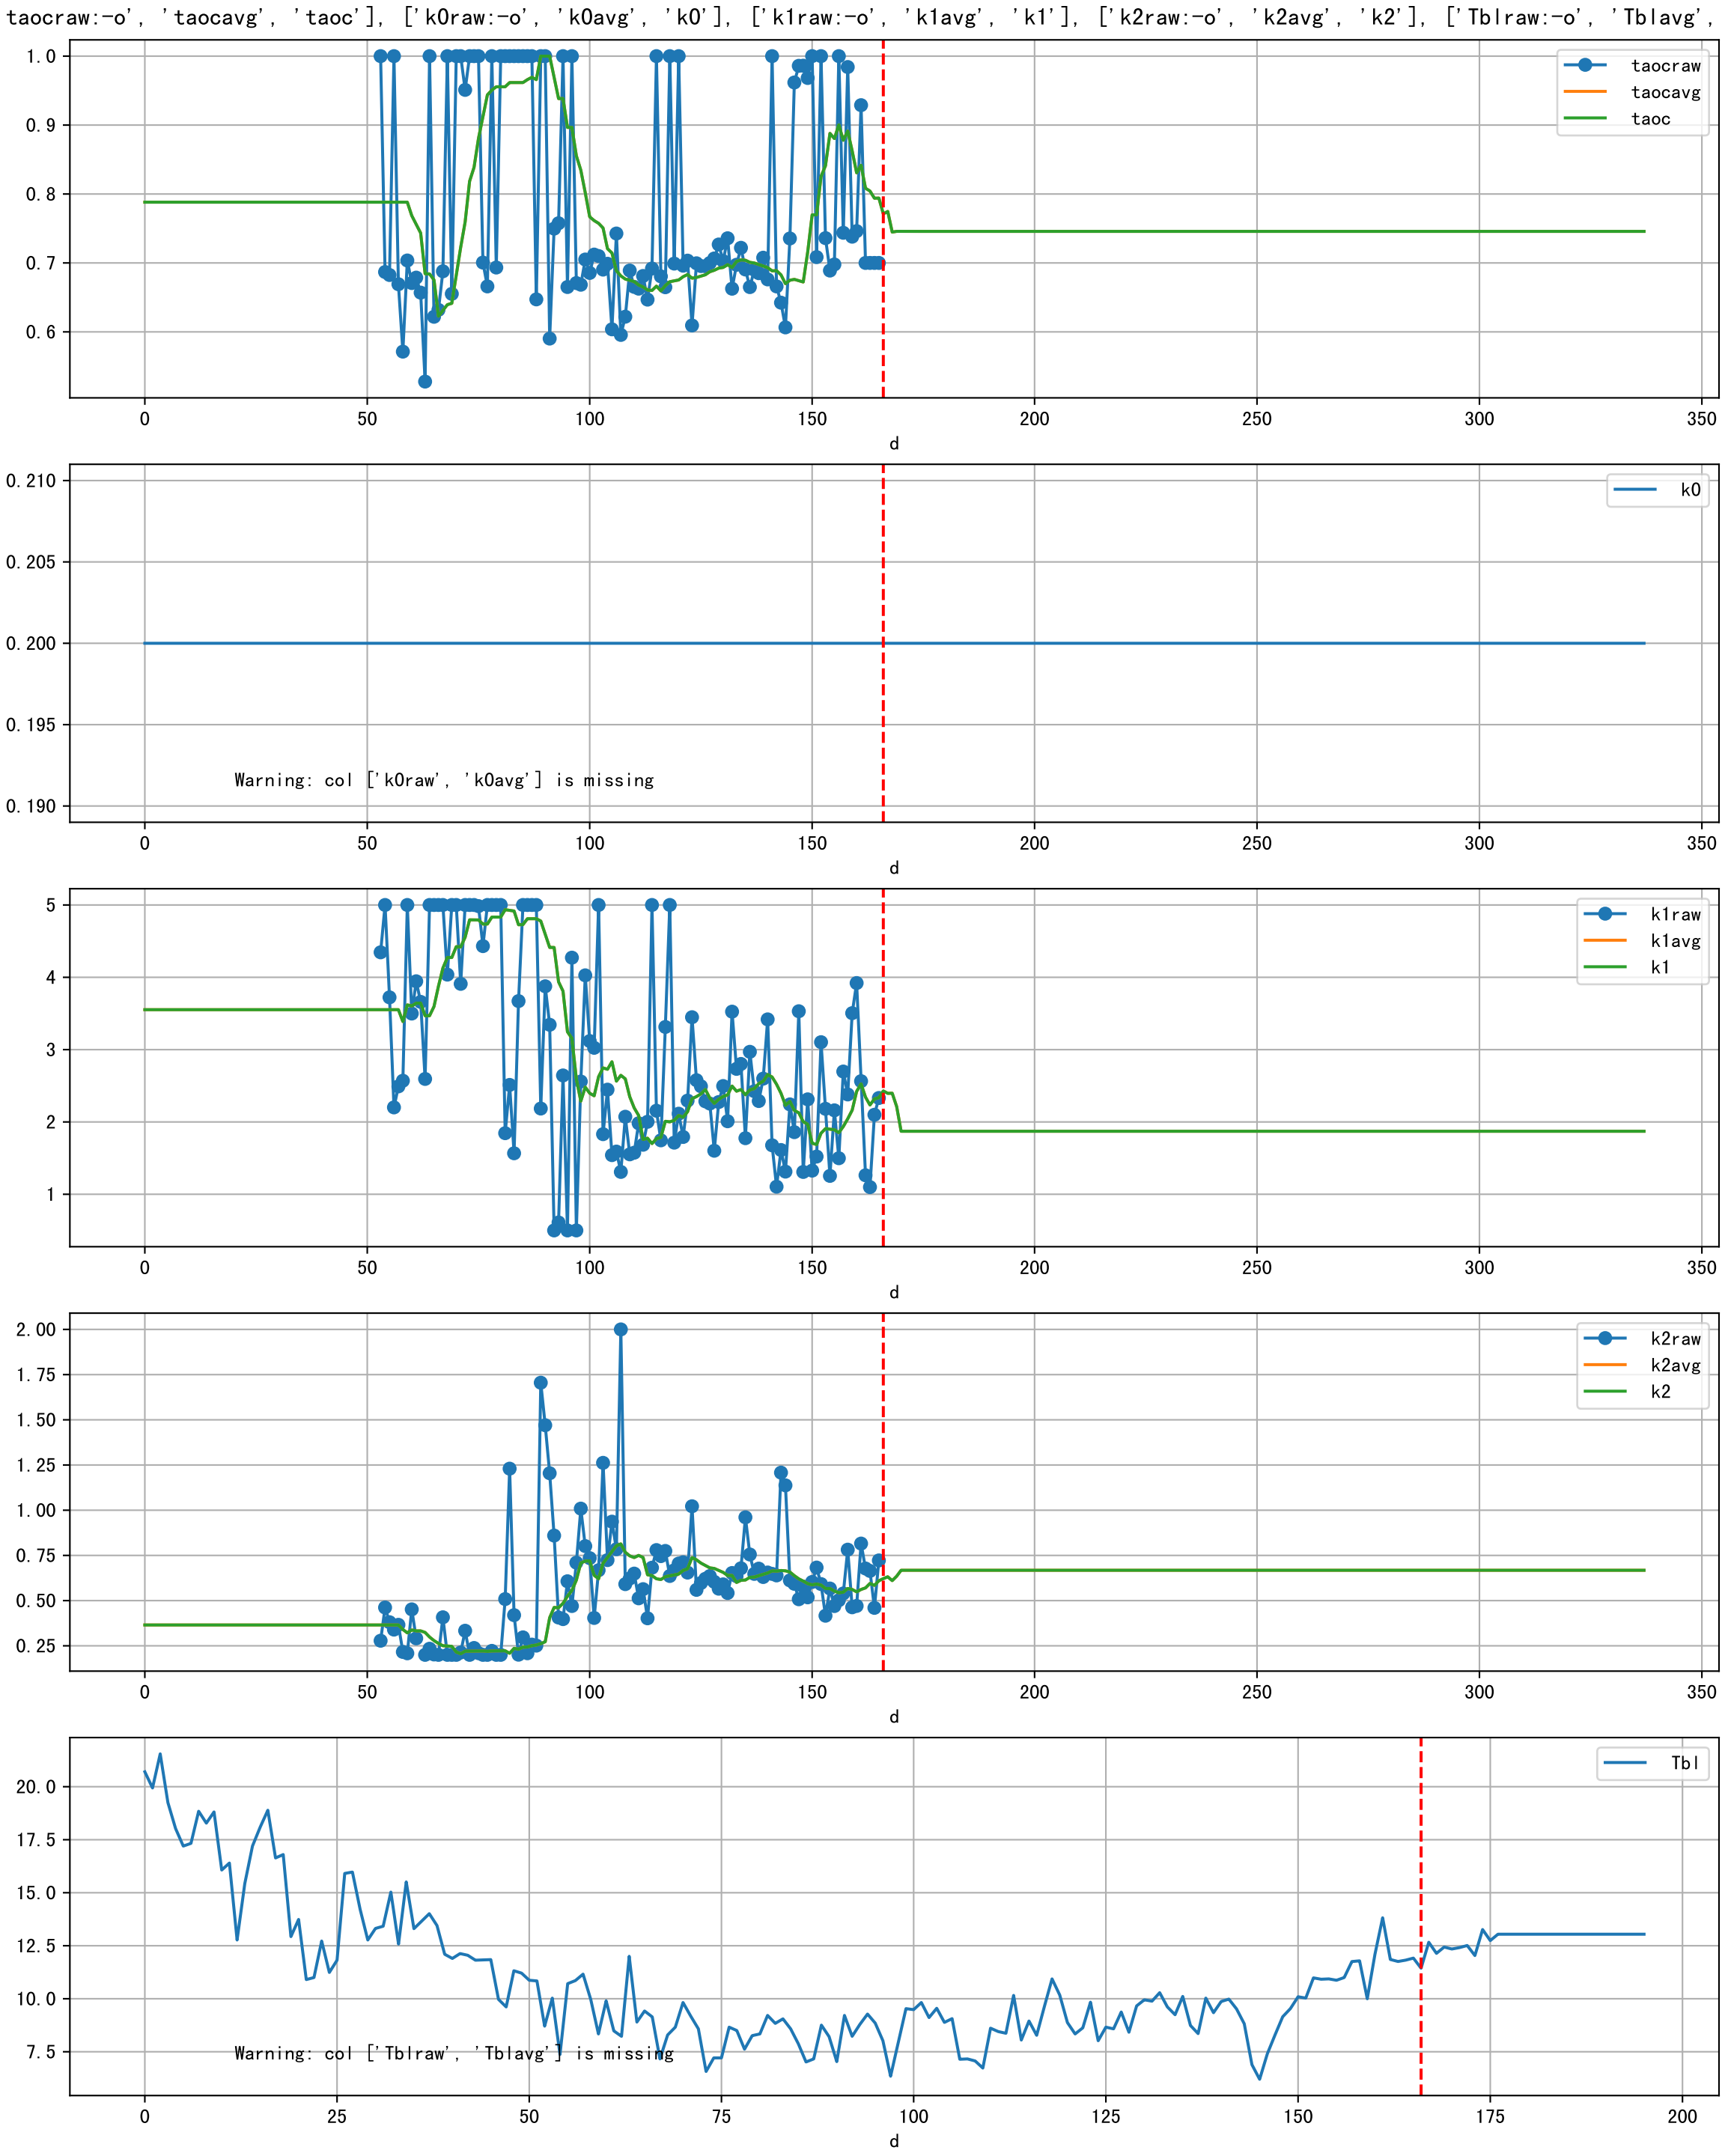 taocraw:-o', 'taocavg', 'taoc'], ['k0raw:-o', 'k0avg', 'k0'], ['k1raw:-o', 'k1avg', 'k1'], ['k2raw:-o', 'k2avg', 'k2'], ['Tblraw:-o', 'Tblavg',
1.0
0.9
0.8
0.7
0.6
taocraw
taocavg
taoc
0 50 100 150 200 250 300 350
d
0.210
0.205
0.200
0.195
0.190
k0
Warning: col ['k0raw', 'k0avg'] is missing
0 50 100 150 200 250 300 350
d
5
4
3
2
1
k1raw
k1avg
k1
0 50 100 150 200 250 300 350
d
2.00
1.75
1.50
1.25
1.00
0.75
0.50
0.25
k2raw
k2avg
k2
0 50 100 150 200 250 300 350
d
20.0
17.5
15.0
12.5
10.0
7.5
Tbl
Warning: col ['Tblraw', 'Tblavg'] is missing
0 25 50 75 100 125 150 175 200
d